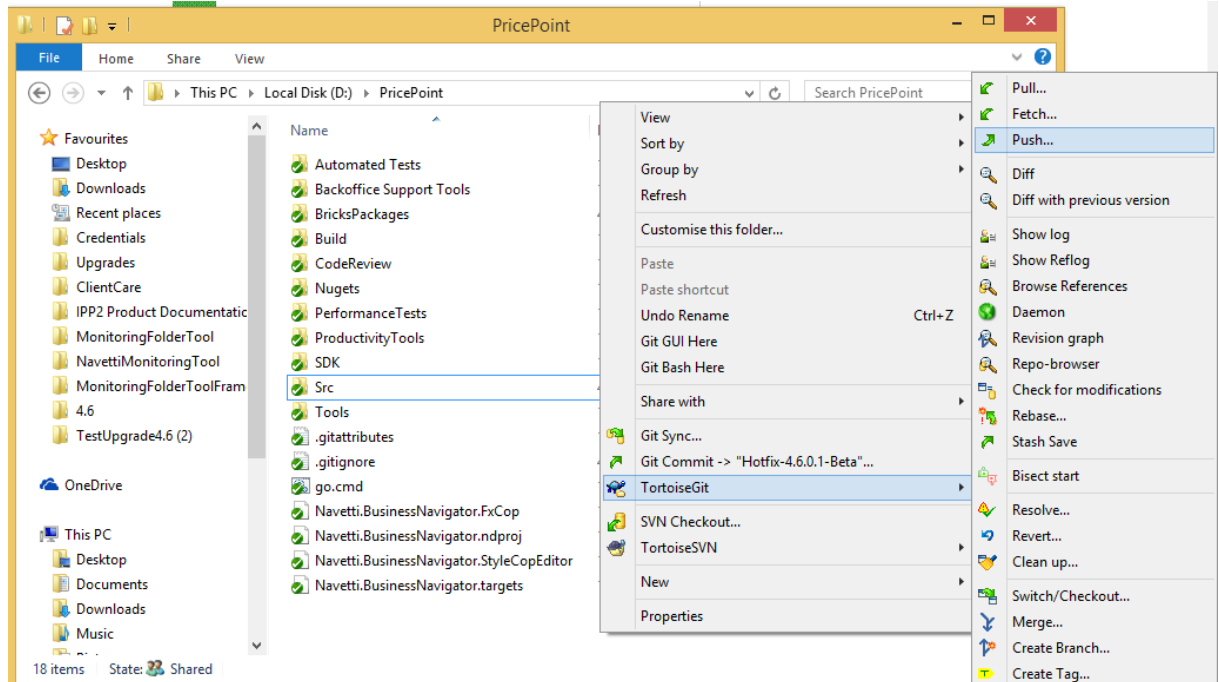 PricePoint
File Home Share View
This PC Local Disk (D:) PricePoint
Search PricePoint
Favourites
Desktop
Downloads
Recent places
Credentials
Upgrades
ClientCare
IPP2 Product Documentatic
MonitoringFolderTool
NavettiMonitoringTool
MonitoringFolderToolFram
4.6
TestUpgrade4.6 (2)
OneDrive
This PC
Desktop
Documents
Downloads
Music
Name
Automated Tests
Backoffice Support Tools
BricksPackages
Build
CodeReview
Nugets
PerformanceTests
ProductivityTools
SDK
Src
Tools
.gitattributes
.gitignore
go.cmd
Navetti.BusinessNavigator.FxCop
Navetti.BusinessNavigator.ndproj
Navetti.BusinessNavigator.StyleCopEditor
Navetti.BusinessNavigator.targets
18 items State: Shared
View
Sort by
Group by
Refresh
Customise this folder...
Paste
Paste shortcut
Undo Rename Ctrl+Z
Git GUI Here
Git Bash Here
Share with
Git Sync...
Git Commit -> "Hotfix-4.6.0.1-Beta"...
TortoiseGit
SVN Checkout...
TortoiseSVN
New
Properties
Pull...
Fetch...
Push...
Diff
Diff with previous version
Show log
Show Reflog
Browse References
Daemon
Revision graph
Repo-browser
Check for modifications
Rebase...
Stash Save
Bisect start
Resolve...
Revert...
Clean up...
Switch/Checkout...
Merge...
Create Branch...
Create Tag...